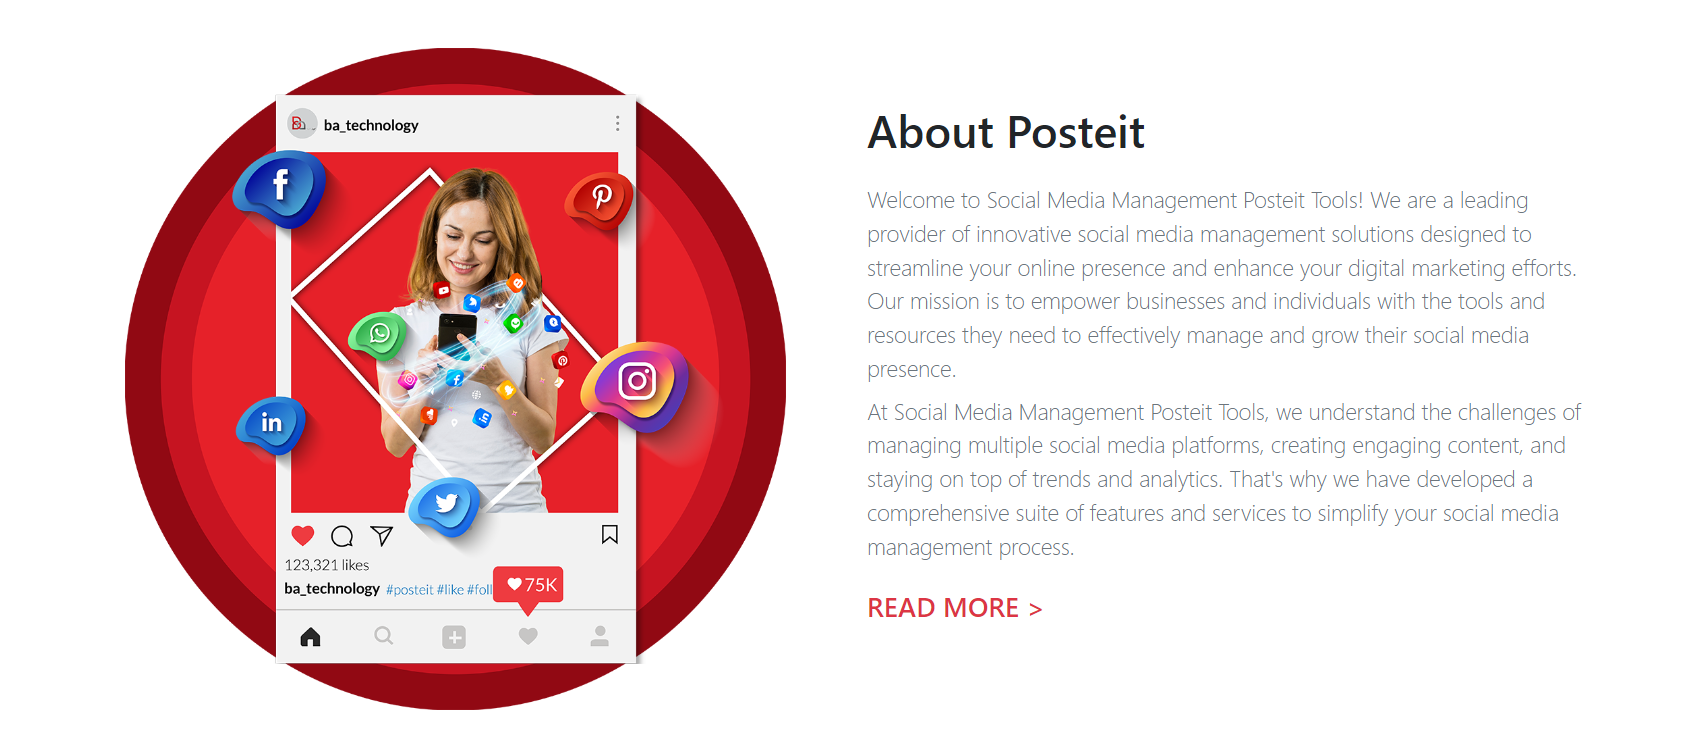 ba_technology
123,321 likes
ba_technology #posteit #like #foll
75K
About Posteit
Welcome to Social Media Management Posteit Tools! We are a leading
provider of innovative social media management solutions designed to
streamline your online presence and enhance your digital marketing efforts.
Our mission is to empower businesses and individuals with the tools and
resources they need to effectively manage and grow their social media
presence.
At Social Media Management Posteit Tools, we understand the challenges of
managing multiple social media platforms, creating engaging content, and
staying on top of trends and analytics. That's why we have developed a
comprehensive suite of features and services to simplify your social media
management process.
READ MORE >